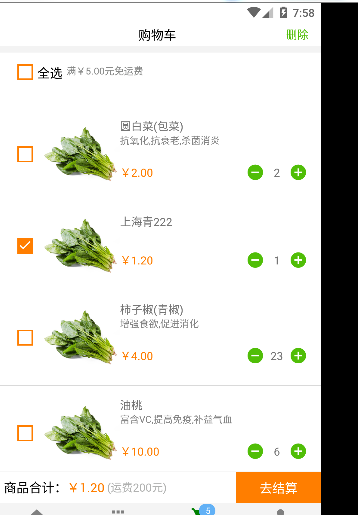 7:58
购物车 删除
全选 满￥5.00元免运费
圆白菜(包菜)
抗氧化,抗衰老,杀菌消炎
￥2.00 2
上海青222
￥1.20 1
柿子椒(青椒)
增强食欲,促进消化
￥4.00 23
油桃
富含VC,提高免疫,补益气血
￥10.00 6
商品合计：￥1.20 (运费200元) 去结算
5